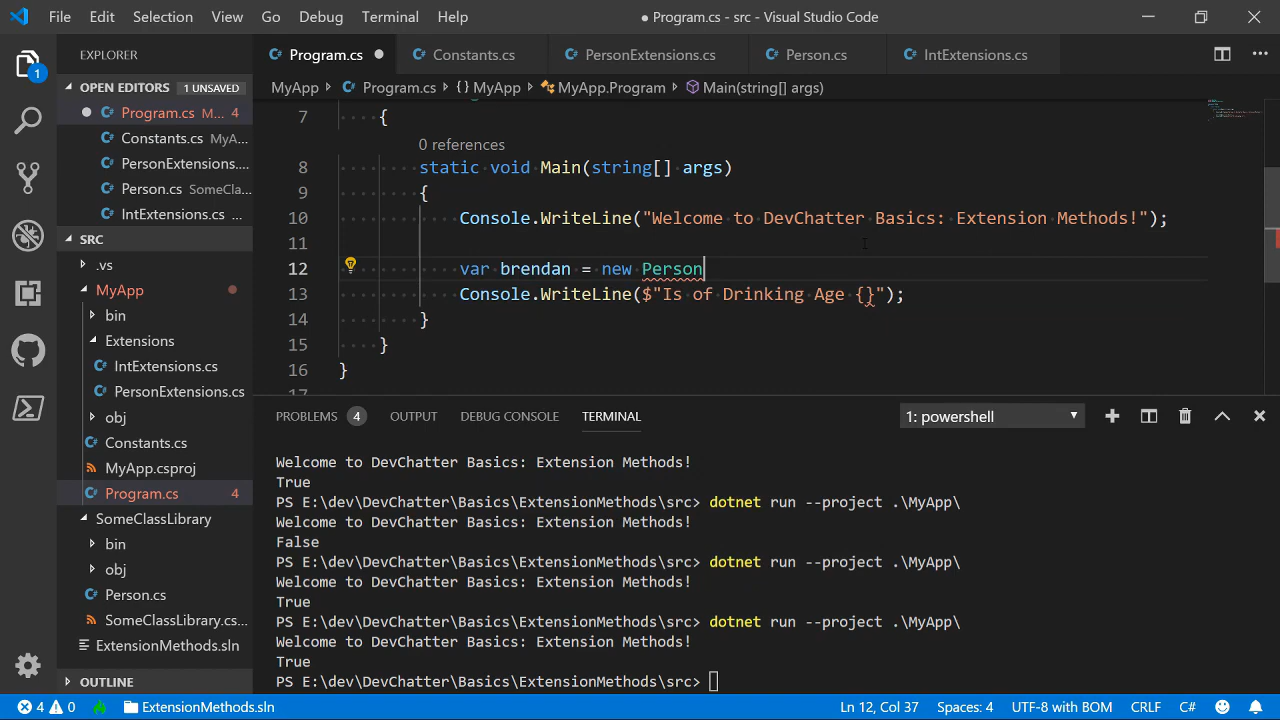 File Edit Selection View Go Debug Terminal Help ● Program.cs - src - Visual Studio Code
EXPLORER
Program.cs ● Constants.cs PersonExtensions.cs Person.cs IntExtensions.cs
OPEN EDITORS 1 UNSAVED
MyApp › Program.cs › {} MyApp › MyApp.Program › Main(string[] args)
Program.cs M... 4
Constants.cs MyA...
PersonExtensions...
Person.cs SomeCla...
IntExtensions.cs ...
SRC
.vs
MyApp
bin
Extensions
IntExtensions.cs
PersonExtensions.cs
obj
Constants.cs
MyApp.csproj
Program.cs 4
SomeClassLibrary
bin
obj
Person.cs
SomeClassLibrary.cs...
ExtensionMethods.sln
OUTLINE
1
7 {
0 references
8 static void Main(string[] args)
9 {
10 Console.WriteLine("Welcome to DevChatter Basics: Extension Methods!");
11
12 var brendan = new Person
13 Console.WriteLine($"Is of Drinking Age {}");
14 }
15 }
16 }
17
PROBLEMS 4 OUTPUT DEBUG CONSOLE TERMINAL 1: powershell
Welcome to DevChatter Basics: Extension Methods!
True
PS E:\dev\DevChatter\Basics\ExtensionMethods\src> dotnet run --project .\MyApp\
Welcome to DevChatter Basics: Extension Methods!
False
PS E:\dev\DevChatter\Basics\ExtensionMethods\src> dotnet run --project .\MyApp\
Welcome to DevChatter Basics: Extension Methods!
True
PS E:\dev\DevChatter\Basics\ExtensionMethods\src> dotnet run --project .\MyApp\
Welcome to DevChatter Basics: Extension Methods!
True
PS E:\dev\DevChatter\Basics\ExtensionMethods\src>
4 0 ExtensionMethods.sln Ln 12, Col 37 Spaces: 4 UTF-8 with BOM CRLF C#